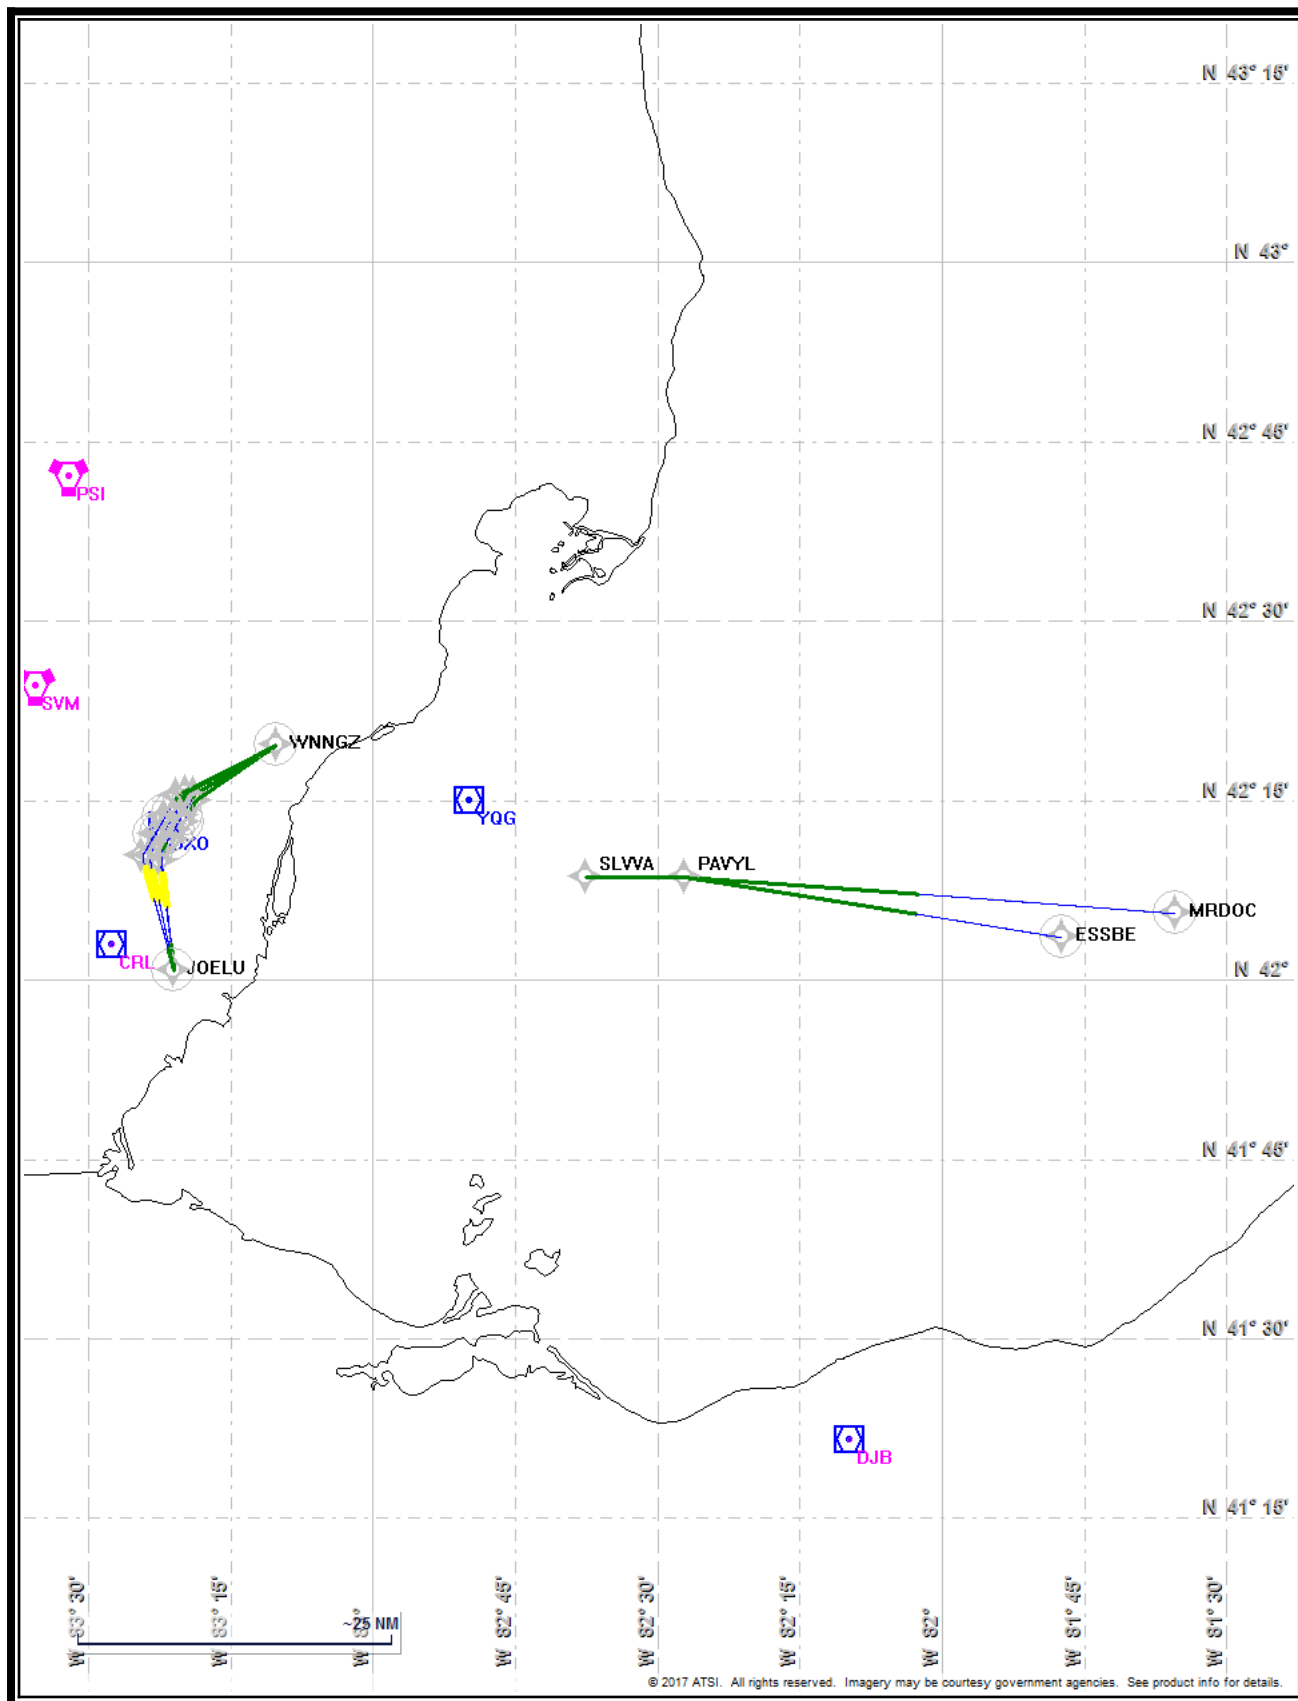 N 43° 15'
N 43°
N 42° 45'
PSI
N 42° 30'
SVM
WNNGZ
N 42° 15'
YQG
SLVVA PAVYL
MRDOC
ESSBE
CRL JOELU
N 42°
N 41° 45'
N 41° 30'
DJB
N 41° 15'
W 83° 30'
W 83° 15'
W 83°
W 82° 45'
W 82° 30'
W 82° 15'
W 82°
W 81° 45'
W 81° 30'
~25 NM
© 2017 ATSI. All rights reserved. Imagery may be courtesy government agencies. See product info for details.